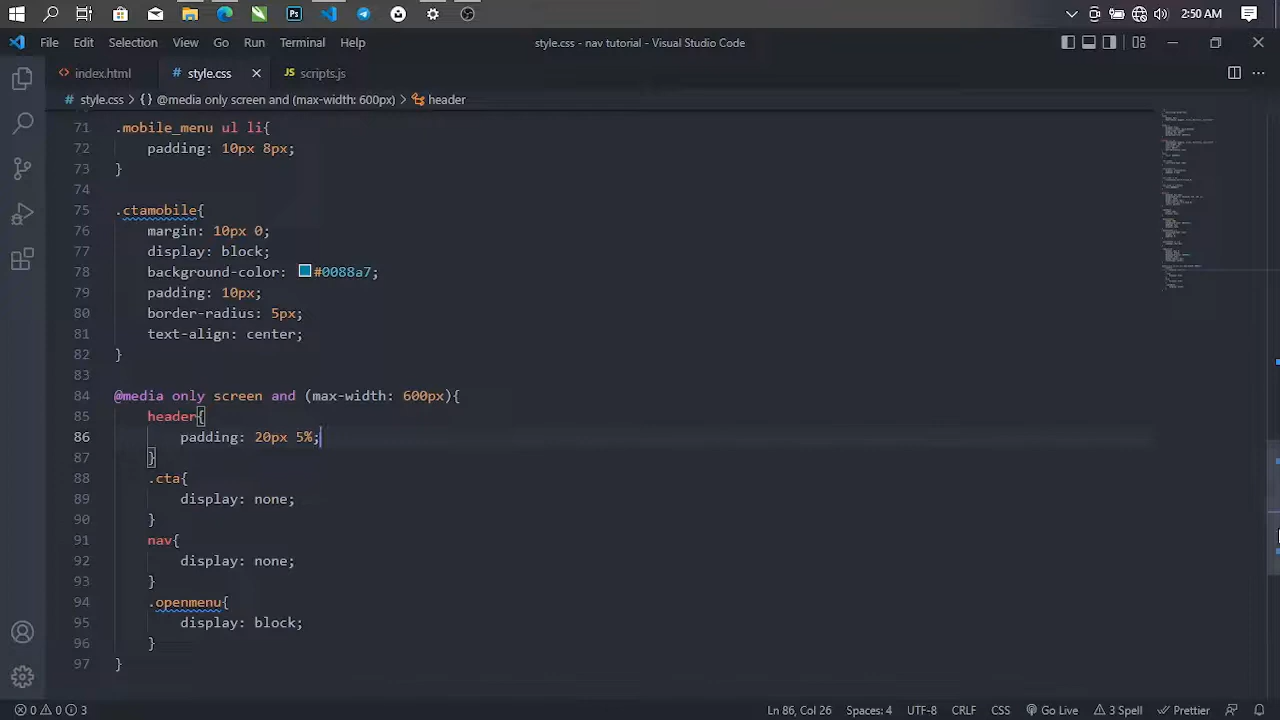 2:50 AM
File Edit Selection View Go Run Terminal Help
style.css - nav tutorial - Visual Studio Code
index.html
# style.css
JS scripts.js
# style.css > {} @media only screen and (max-width: 600px) > header
71 .mobile_menu ul li{
72 padding: 10px 8px;
73 }
74
75 .ctamobile{
76 margin: 10px 0;
77 display: block;
78 background-color: #0088a7;
79 padding: 10px;
80 border-radius: 5px;
81 text-align: center;
82 }
83
84 @media only screen and (max-width: 600px){
85 header{
86 padding: 20px 5%;
87 }
88 .cta{
89 display: none;
90 }
91 nav{
92 display: none;
93 }
94 .openmenu{
95 display: block;
96 }
97 }
0 0 3
Ln 86, Col 26 Spaces: 4 UTF-8 CRLF CSS Go Live 3 Spell Prettier